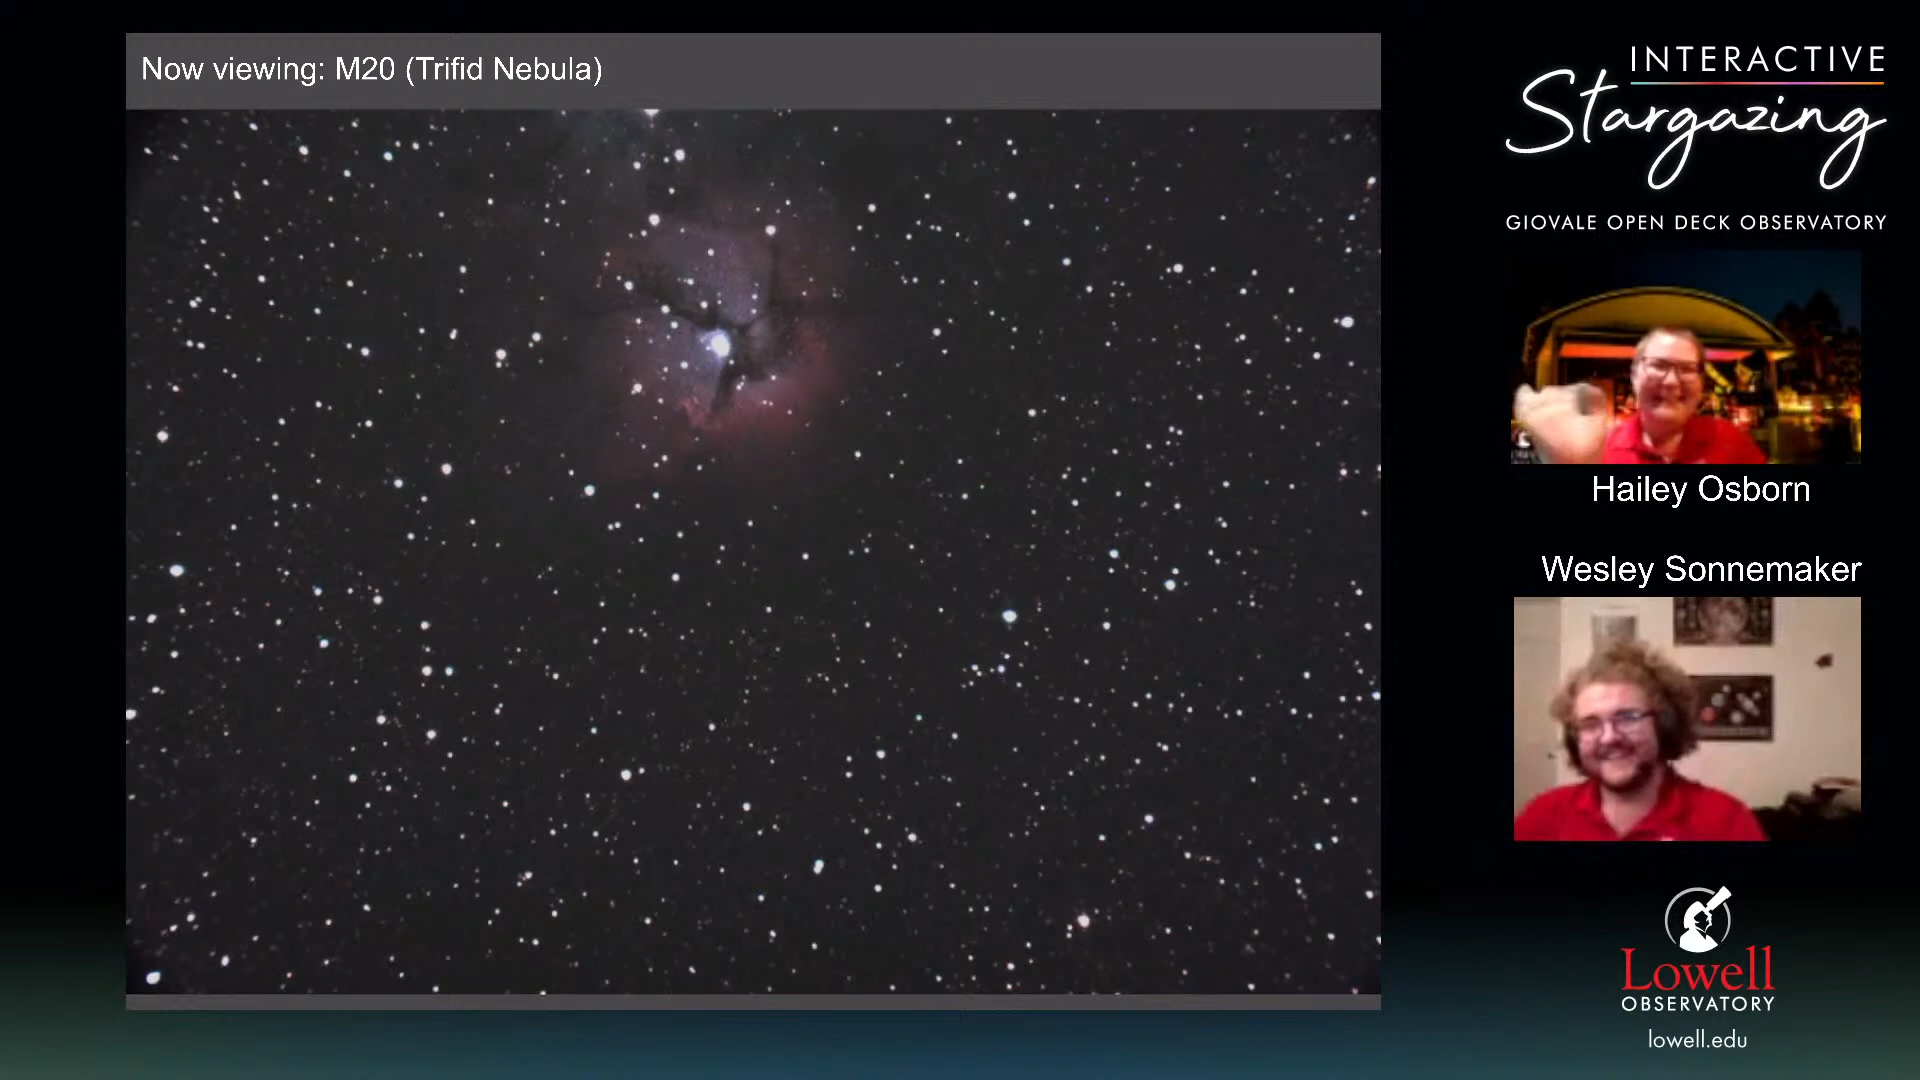 Now viewing: M20 (Trifid Nebula)
INTERACTIVE
Stargazing
GIOVALE OPEN DECK OBSERVATORY
Hailey Osborn
Wesley Sonnemaker
Lowell
OBSERVATORY
lowell.edu